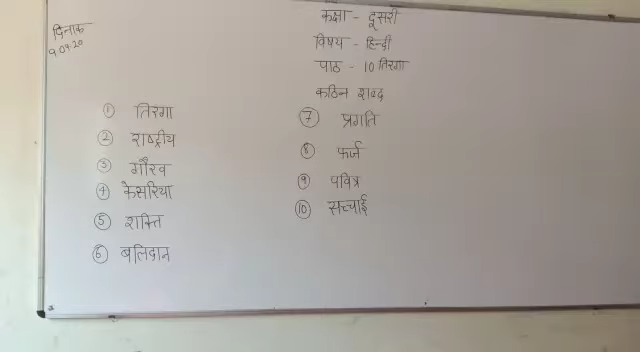 दिनांक
9.09.20
कक्षा - दूसरी
विषय - हिन्दी
पाठ - 10 तिरंगा
कठिन शब्द
① तिरंगा
② राष्ट्रीय
③ गौरव
④ केसरिया
⑤ शक्ति
⑥ बलिदान
⑦ प्रगति
⑧ फर्ज
⑨ पवित्र
⑩ सच्चाई